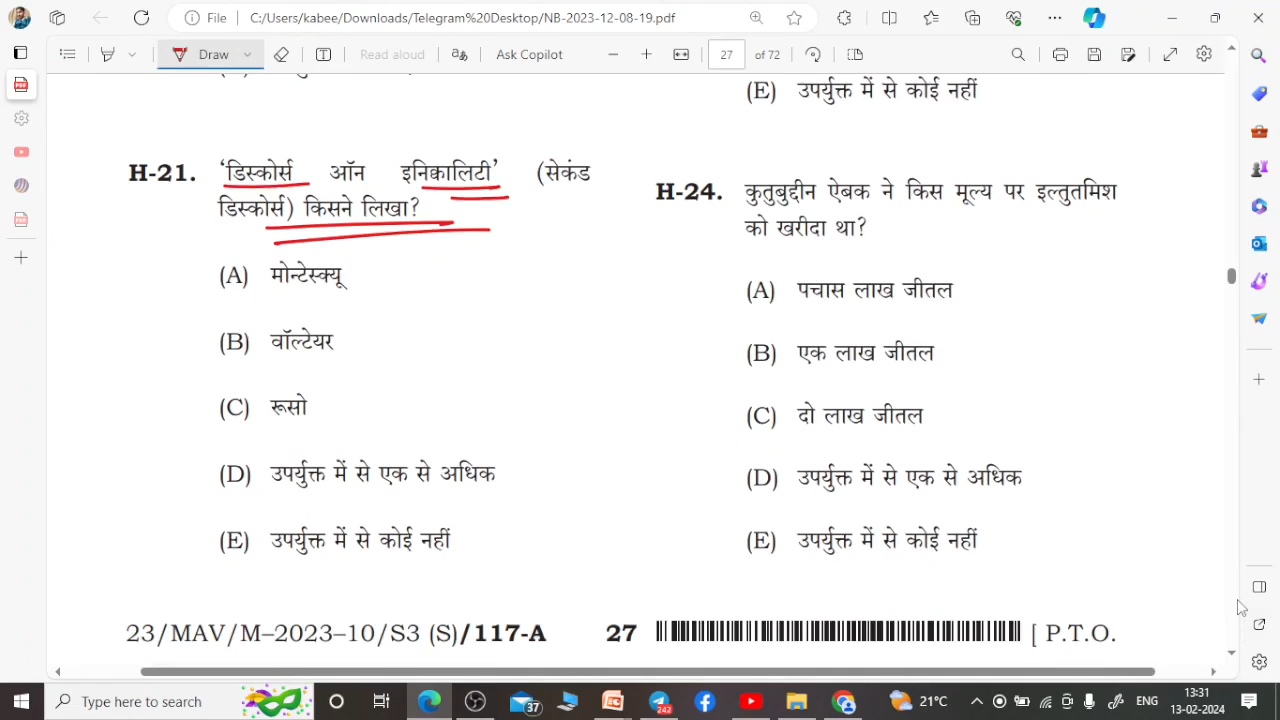 C:/Users/kabee/Downloads/Telegram%20Desktop/NB-2023-12-08-19.pdf
Draw
Read aloud
Ask Copilot
27
of 72
(E) उपर्युक्त में से कोई नहीं
H-21. ‘डिस्कोर्स ऑन इनिक्वालिटी’ (सेकंड
डिस्कोर्स) किसने लिखा?
(A) मोन्टेस्क्यू
(B) वॉल्टेयर
(C) रूसो
(D) उपर्युक्त में से एक से अधिक
(E) उपर्युक्त में से कोई नहीं
H-24. कुतुबुद्दीन ऐबक ने किस मूल्य पर इल्तुतमिश
को खरीदा था?
(A) पचास लाख जीतल
(B) एक लाख जीतल
(C) दो लाख जीतल
(D) उपर्युक्त में से एक से अधिक
(E) उपर्युक्त में से कोई नहीं
23/MAV/M–2023–10/S3 (S)/117-A 27 [ P.T.O.
Type here to search
37
242
21°C
ENG
13:31
13-02-2024